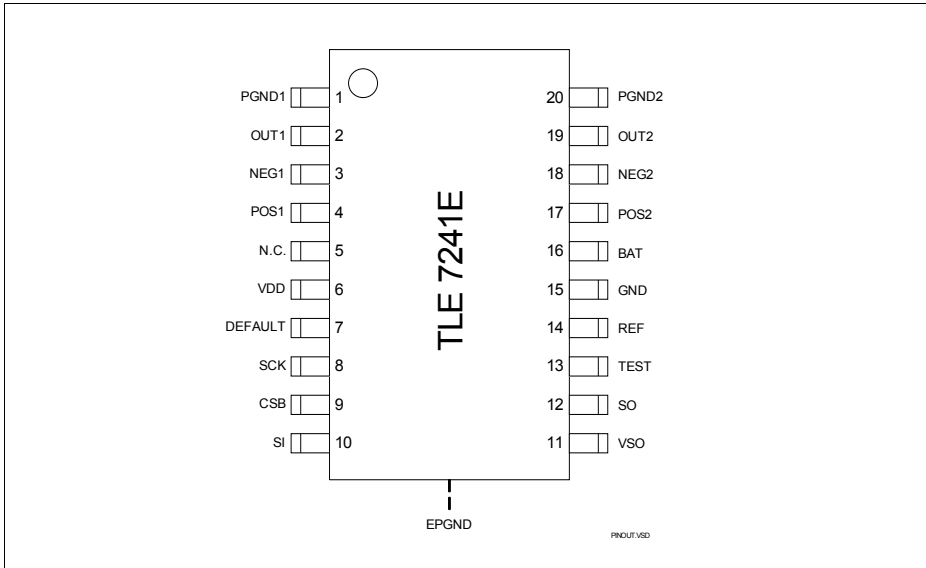 PGND1 1 20 PGND2
OUT1 2 19 OUT2
NEG1 3 18 NEG2
POS1 4 17 POS2
N.C. 5 16 BAT
VDD 6 15 GND
DEFAULT 7 14 REF
SCK 8 13 TEST
CSB 9 12 SO
SI 10 11 VSO
TLE 7241E
EPGND
PINOUT.VSD